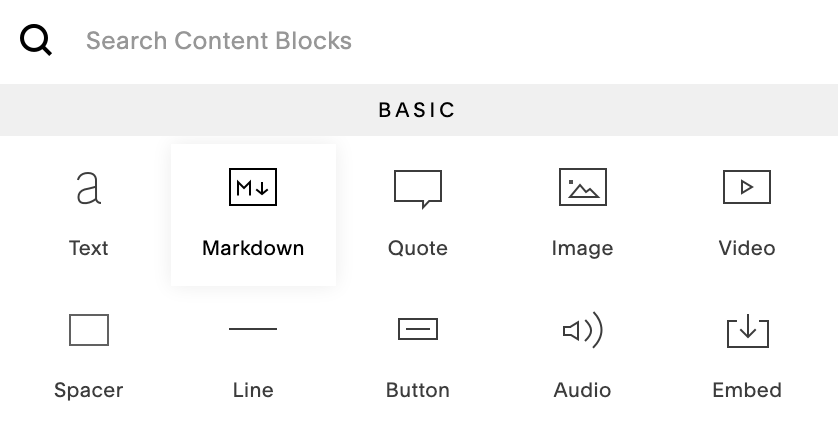 Search Content Blocks
BASIC
a
M↓
Text Markdown Quote Image Video
Spacer Line Button Audio Embed